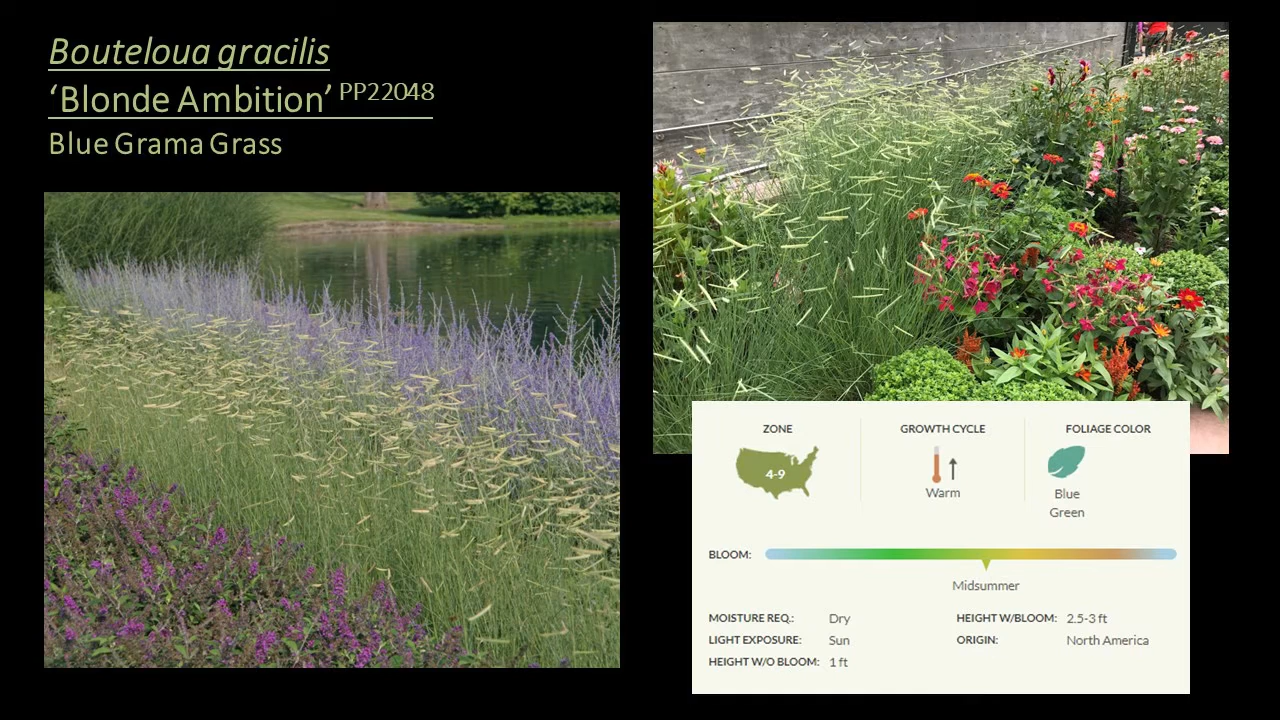 Bouteloua gracilis
‘Blonde Ambition’ PP22048
Blue Grama Grass
ZONE
4-9
GROWTH CYCLE
Warm
FOLIAGE COLOR
Blue
Green
BLOOM:
Midsummer
MOISTURE REQ.: Dry
LIGHT EXPOSURE: Sun
HEIGHT W/O BLOOM: 1 ft
HEIGHT W/BLOOM: 2.5-3 ft
ORIGIN: North America